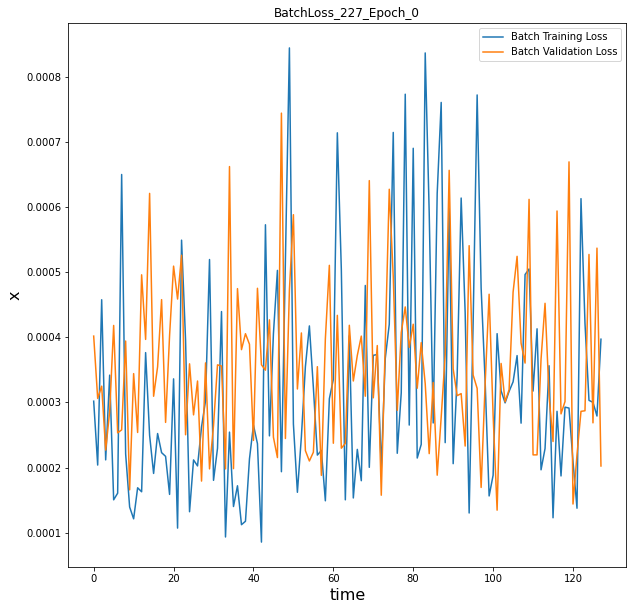 BatchLoss_227_Epoch_0
Batch Training Loss
Batch Validation Loss
0.0008
0.0007
0.0006
0.0005
0.0004
0.0003
0.0002
0.0001
x
0 20 40 60 80 100 120
time